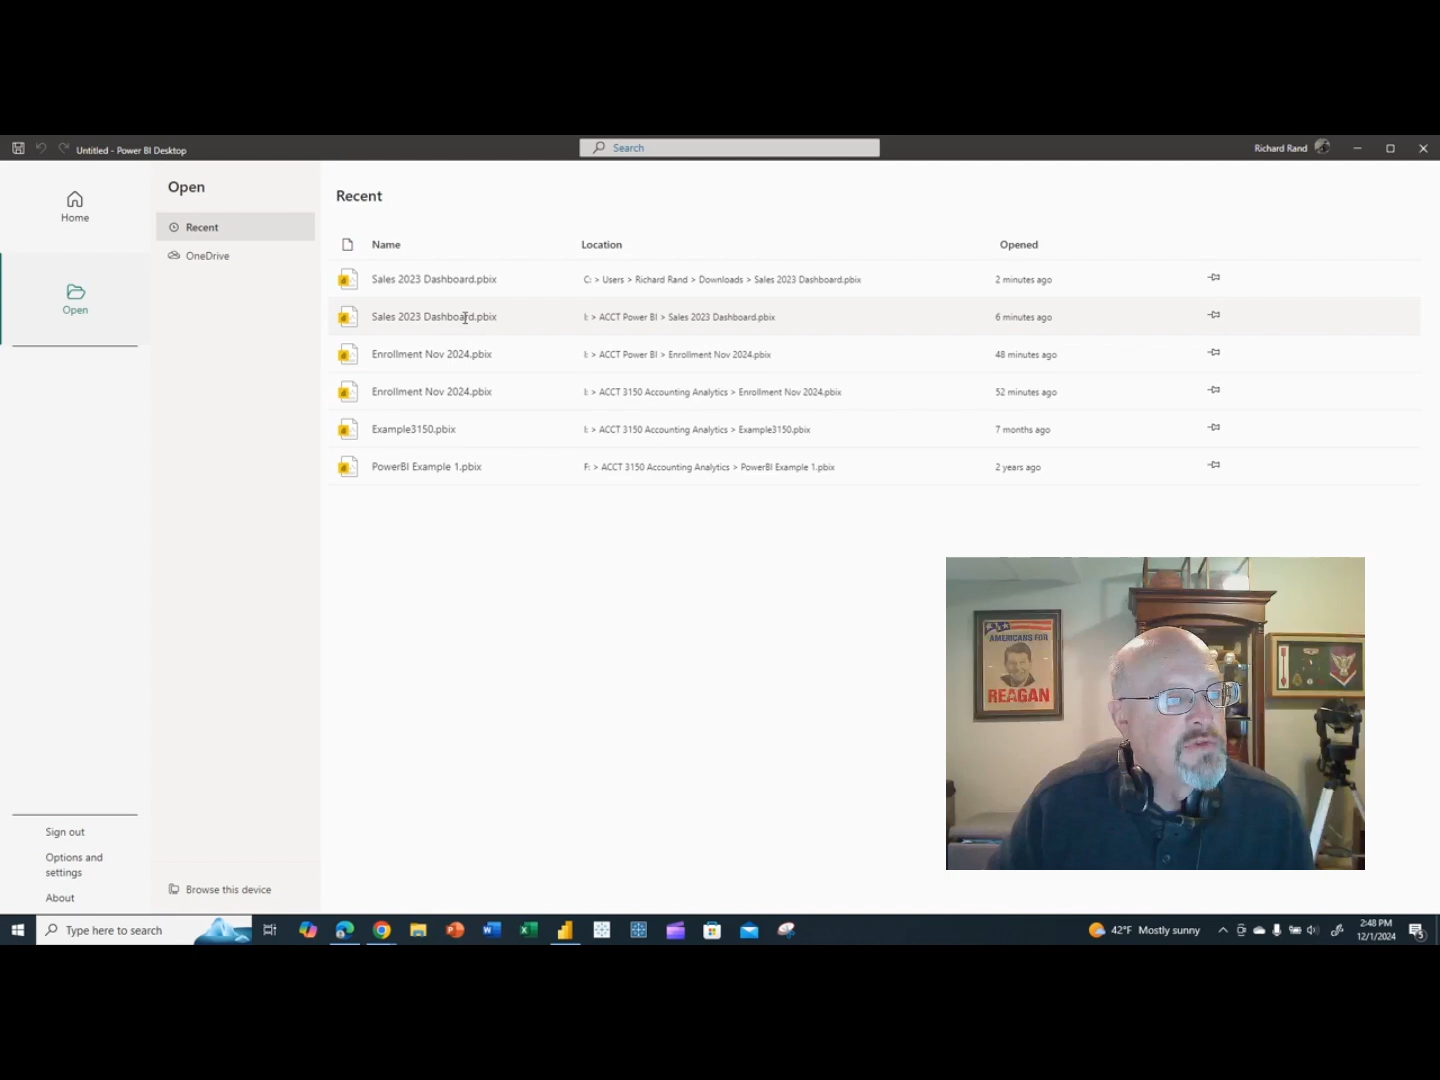 Untitled - Power BI Desktop
Search
Richard Rand
Home
Open
Sign out
Options and
settings
About
Open
Recent
OneDrive
Browse this device
Recent
Name Location Opened
Sales 2023 Dashboard.pbix C: > Users > Richard Rand > Downloads > Sales 2023 Dashboard.pbix 2 minutes ago
Sales 2023 Dashboard.pbix I: > ACCT Power BI > Sales 2023 Dashboard.pbix 6 minutes ago
Enrollment Nov 2024.pbix I: > ACCT Power BI > Enrollment Nov 2024.pbix 48 minutes ago
Enrollment Nov 2024.pbix I: > ACCT 3150 Accounting Analytics > Enrollment Nov 2024.pbix 52 minutes ago
Example3150.pbix I: > ACCT 3150 Accounting Analytics > Example3150.pbix 7 months ago
PowerBI Example 1.pbix F: > ACCT 3150 Accounting Analytics > PowerBI Example 1.pbix 2 years ago
AMERICANS FOR
REAGAN
Type here to search
42°F Mostly sunny
2:48 PM
12/1/2024
5